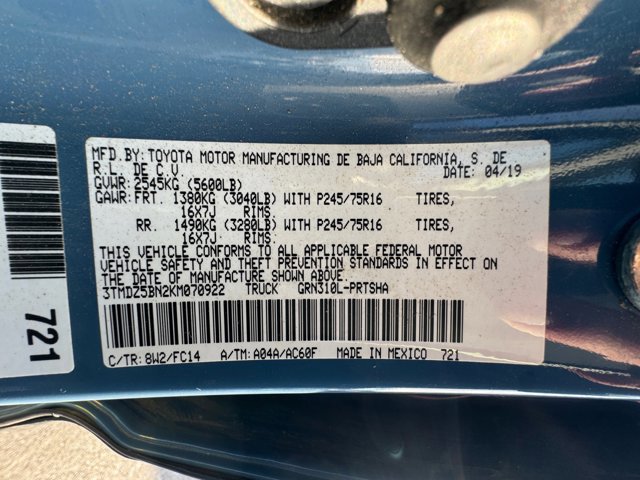 MFD.BY:TOYOTA MOTOR MANUFACTURING DE BAJA CALIFORNIA, S. DE
R.L. DE C.V. DATE: 04/19
GVWR:2545KG (5600LB)
GAWR:FRT. 1380KG (3040LB) WITH P245/75R16 TIRES,
16X7J RIMS.
RR. 1490KG (3280LB) WITH P245/75R16 TIRES,
16X7J RIMS.
THIS VEHICLE CONFORMS TO ALL APPLICABLE FEDERAL MOTOR
VEHICLE SAFETY AND THEFT PREVENTION STANDARDS IN EFFECT ON
THE DATE OF MANUFACTURE SHOWN ABOVE.
3TMDZ5BN2KM070922 TRUCK GRN310L-PRTSHA
C/TR:8W2/FC14 A/TM:A04A/AC60F MADE IN MEXICO 721
721